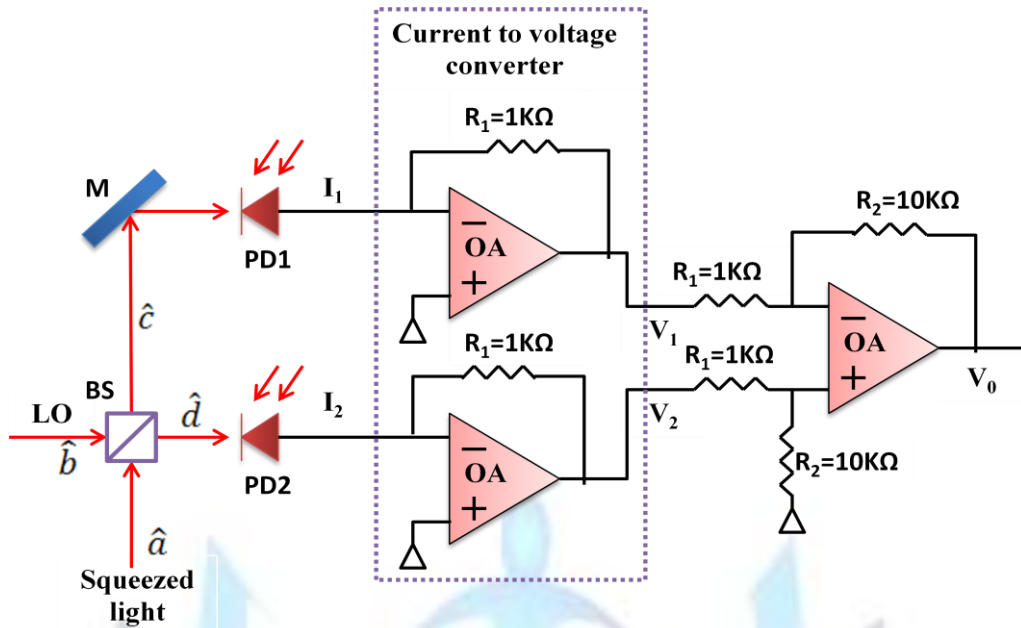 Current to voltage
converter
R₁=1KΩ
M
I₁
−
OA
+
PD1
R₂=10KΩ
R₁=1KΩ
ĉ
V₁
−
OA
+
V₀
R₁=1KΩ
R₁=1KΩ
BS
LO
d̂
I₂
V₂
b̂
−
OA
+
PD2
R₂=10KΩ
â
Squeezed
light